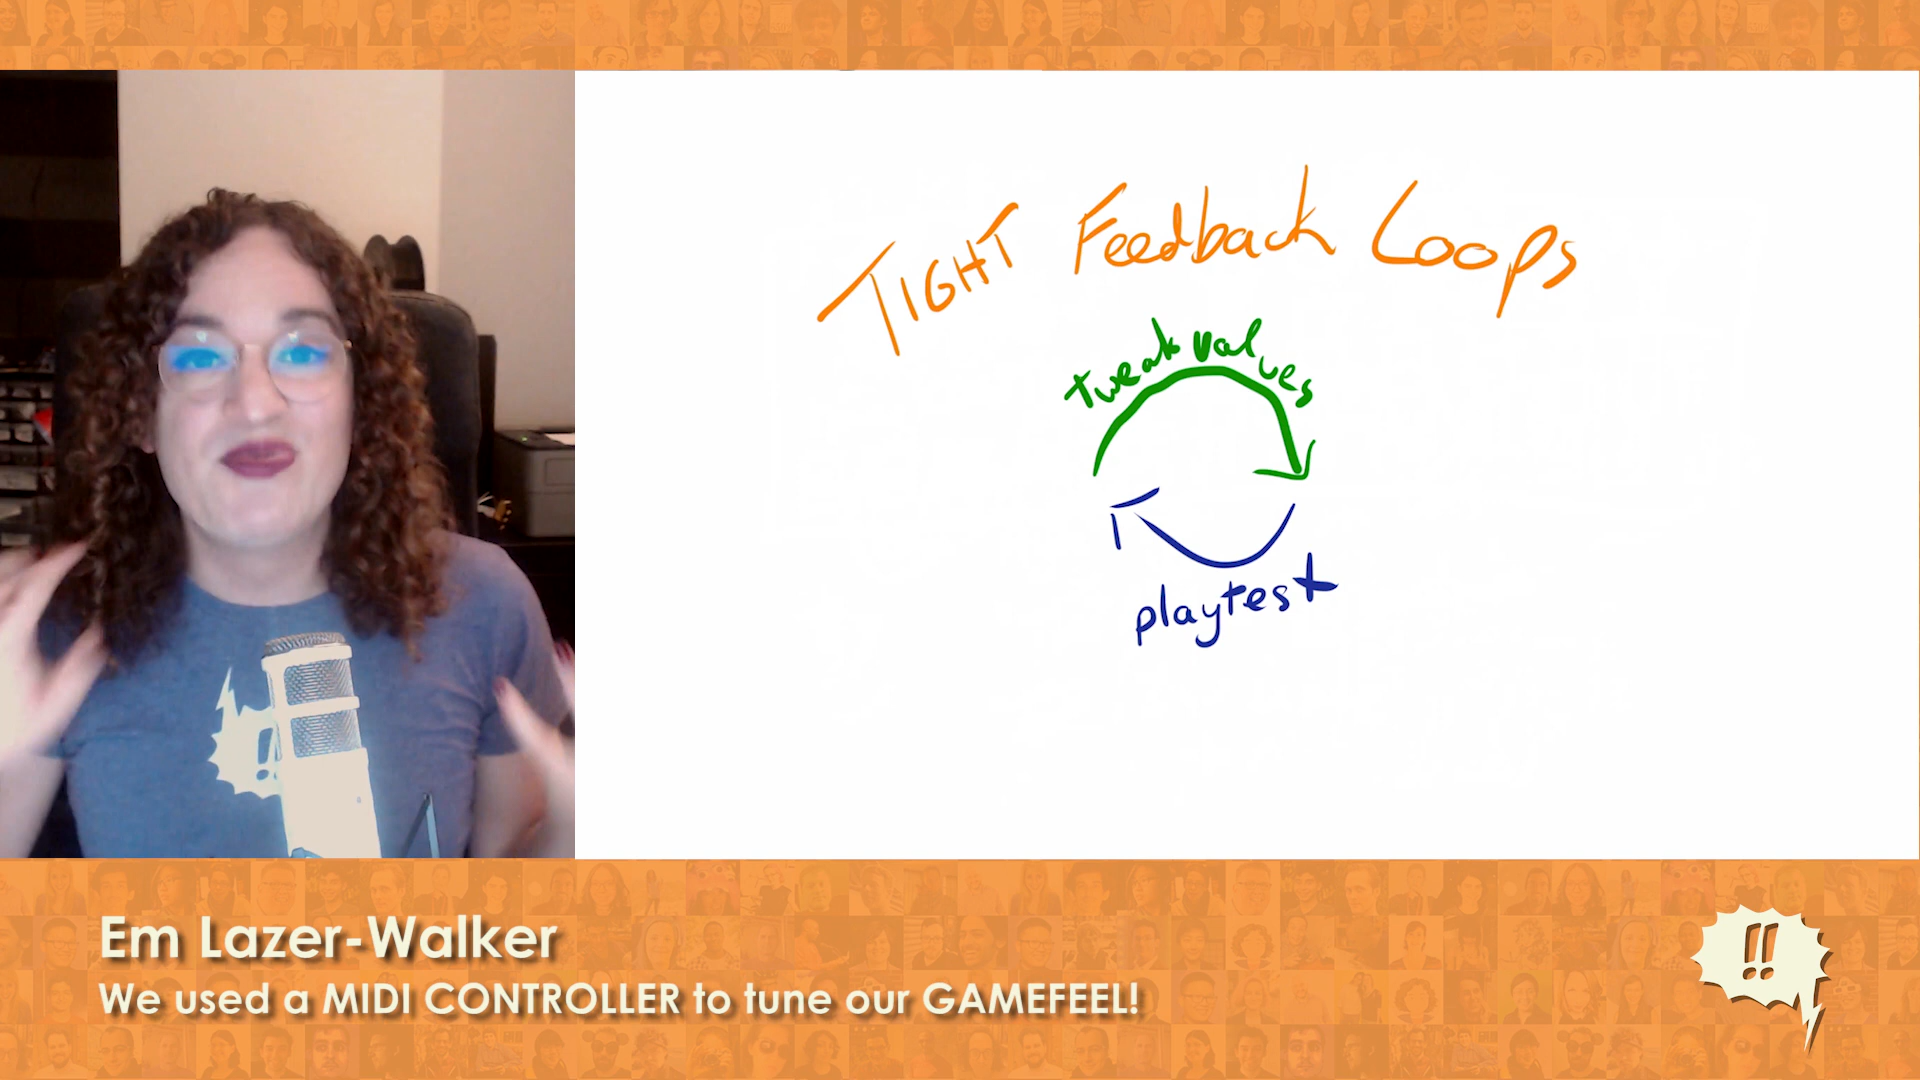 TIGHT Feedback Loops
tweak values
playtest
!!
Em Lazer-Walker
We used a MIDI CONTROLLER to tune our GAMEFEEL!
!!